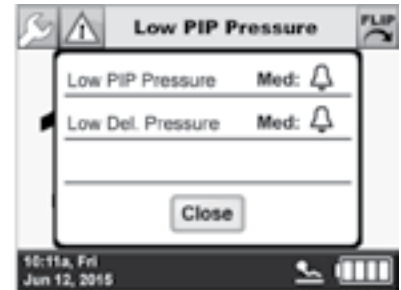 Low PIP Pressure
FLIP
Low PIP Pressure Med:
Low Del. Pressure Med:
Close
10:11a, Fri
Jun 12, 2015